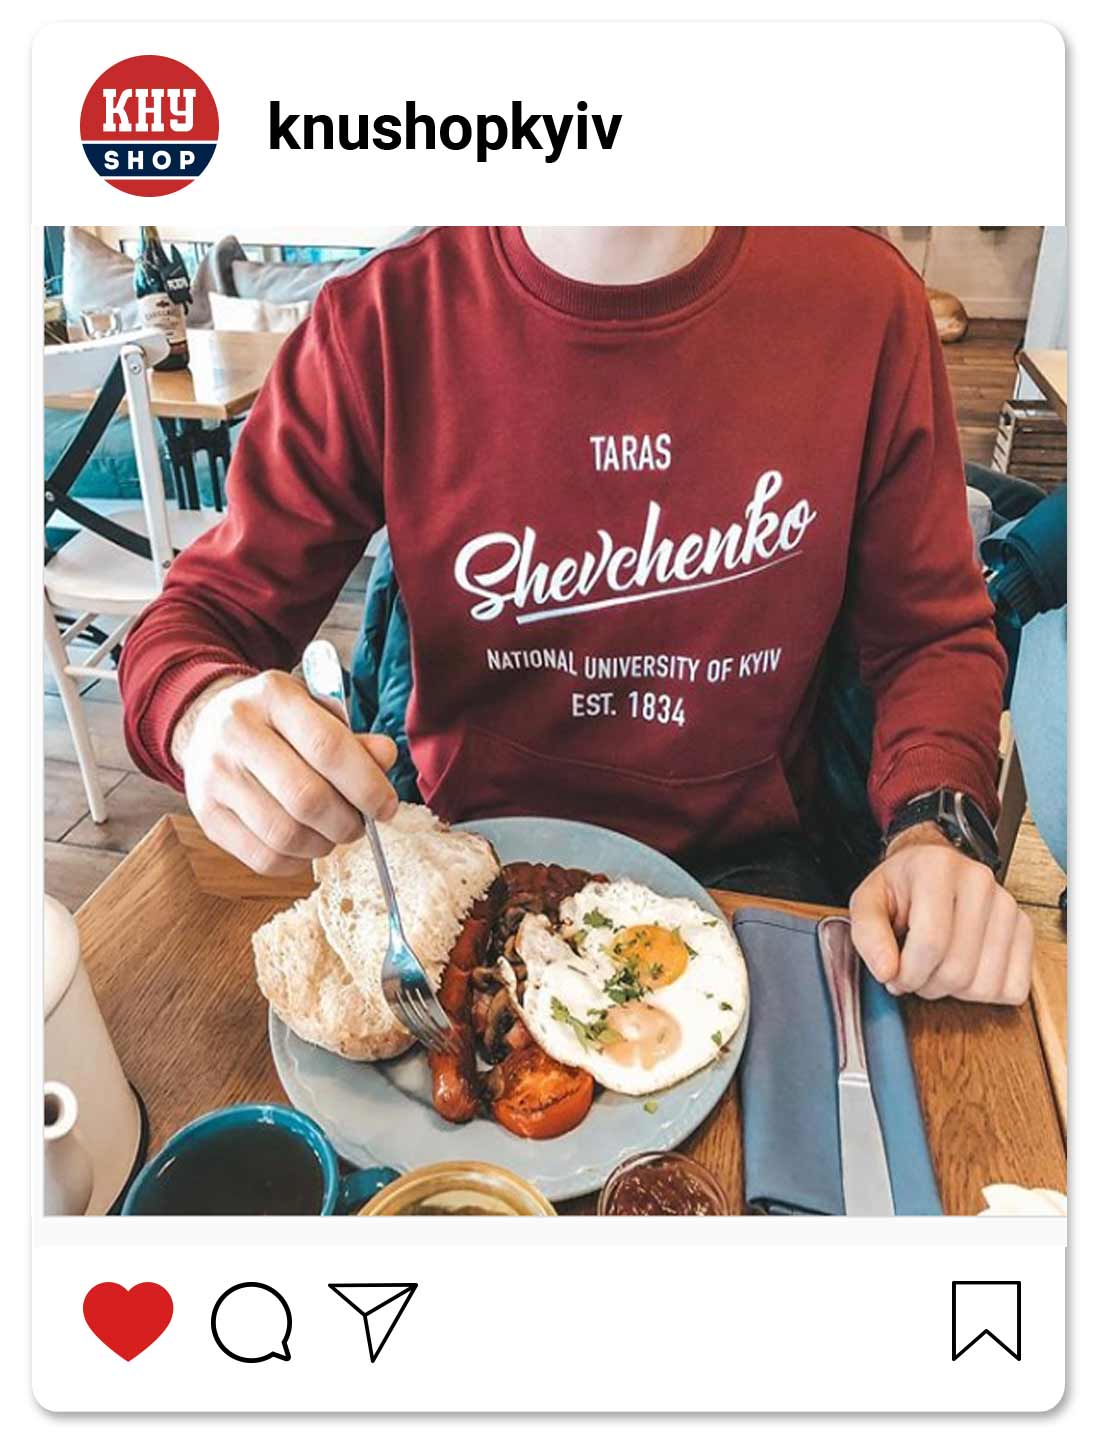 КНУ
SHOP
knushopkyiv
TARAS
Shevchenko
NATIONAL UNIVERSITY OF KYIV
EST. 1834